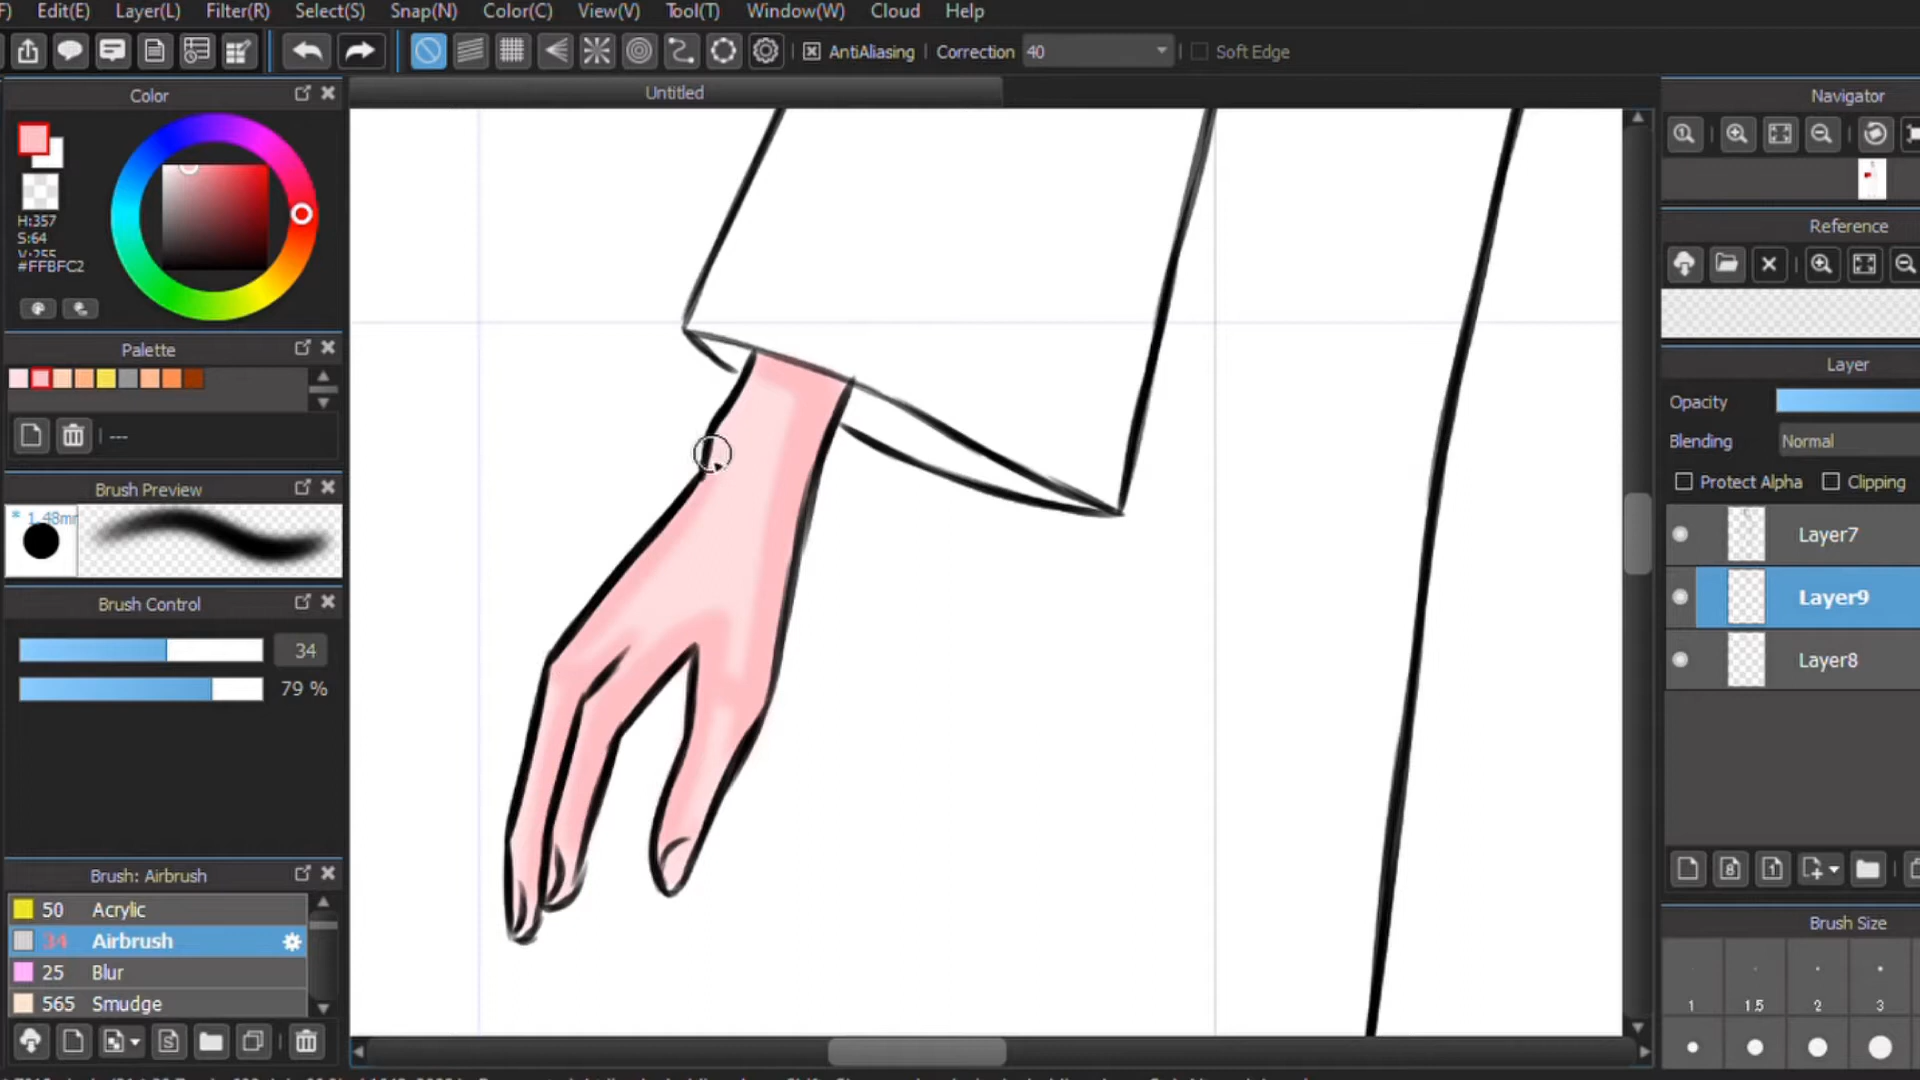 F) Edit(E) Layer(L) Filter(R) Select(S) Snap(N) Color(C) View(V) Tool(T) Window(W) Cloud Help
AntiAliasing Correction 40 Soft Edge
Color
Untitled
Navigator
H:357
S:64
V:255
#FFBFC2
Reference
Palette
Layer
Opacity
Blending Normal
---
Protect Alpha Clipping
Brush Preview
* 1.48mm
Layer7
Brush Control
Layer9
34
Layer8
79 %
Brush: Airbrush
50 Acrylic
34 Airbrush
25 Blur
565 Smudge
Brush Size
1 1.5 2 3